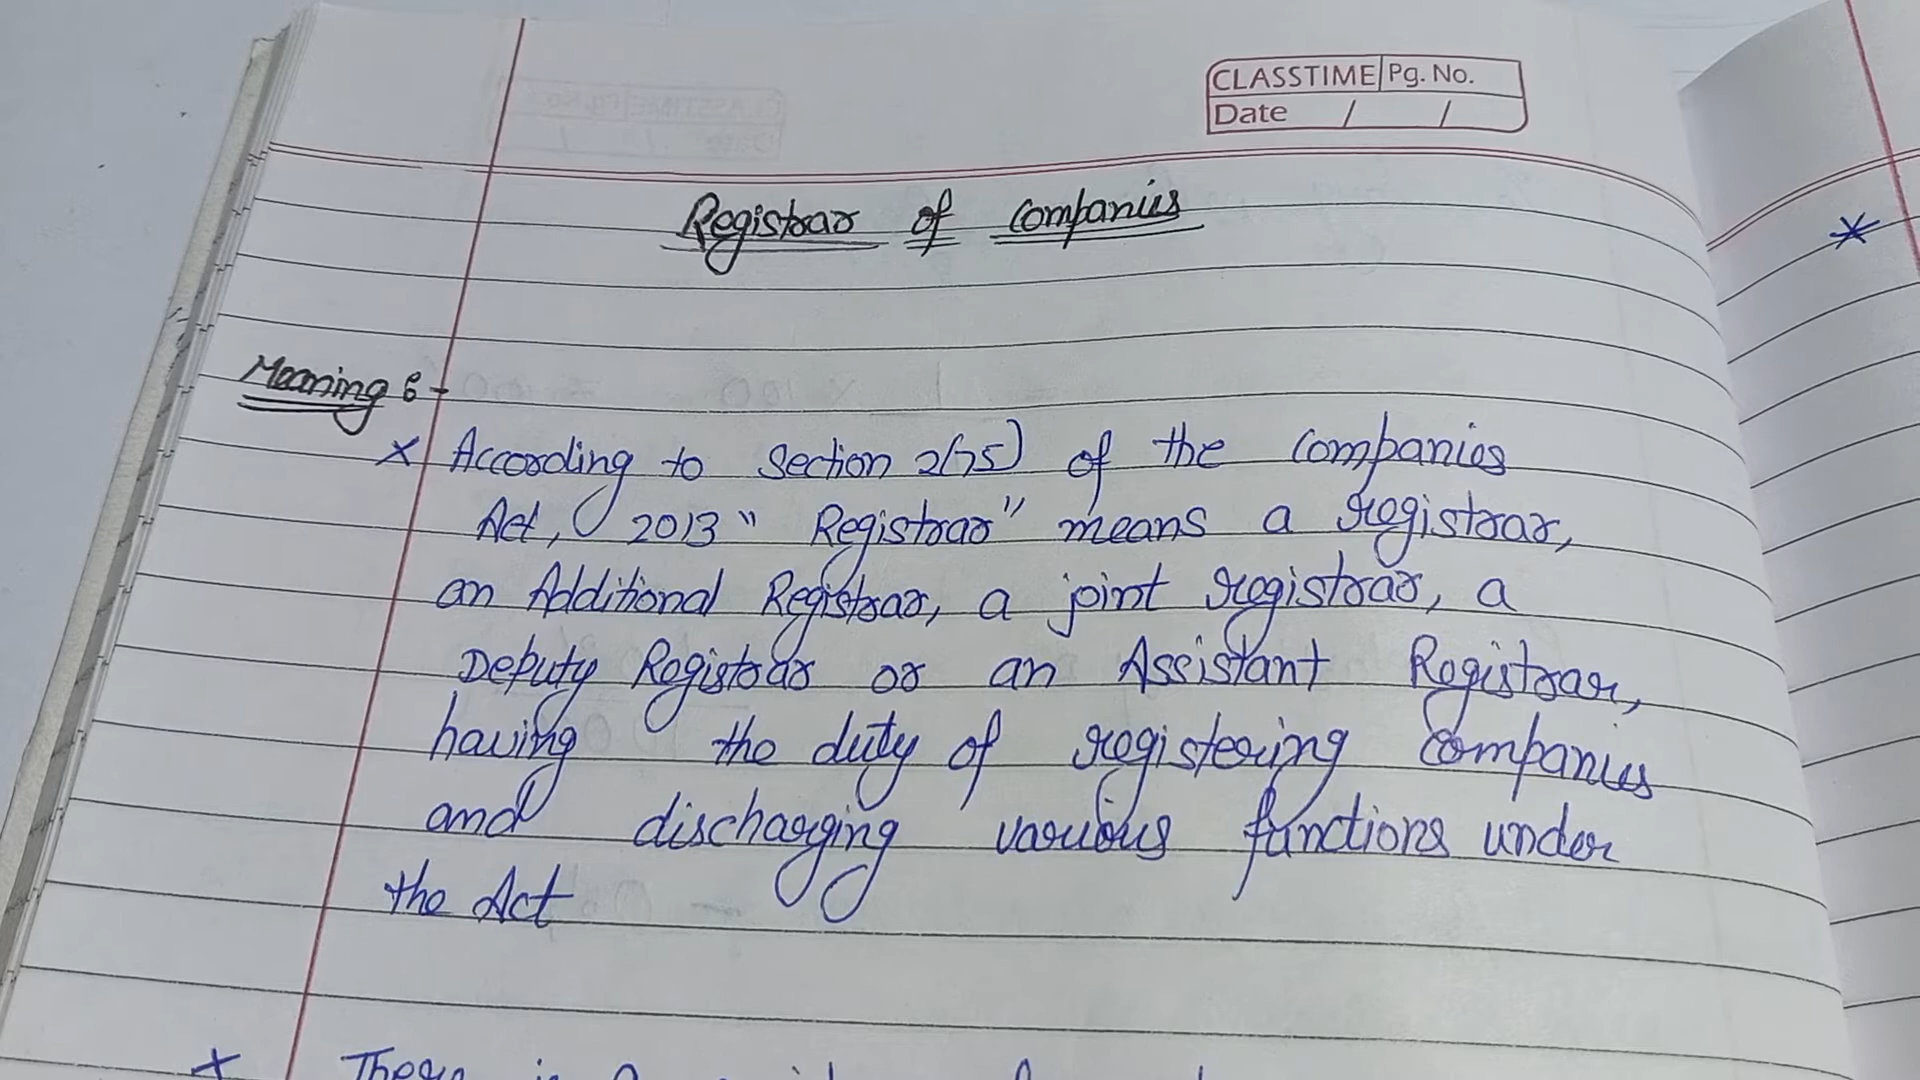 CLASSTIME Pg. No.
Date / /
Registrar of Companies
Meaning :-
x According to Section 2(75) of the Companies
Act, 2013 " Registrar" means a registrar,
an Additional Registrar, a joint registrar, a
Deputy Registrar or an Assistant Registrar,
having the duty of registering Companies
and discharging various functions under
the Act